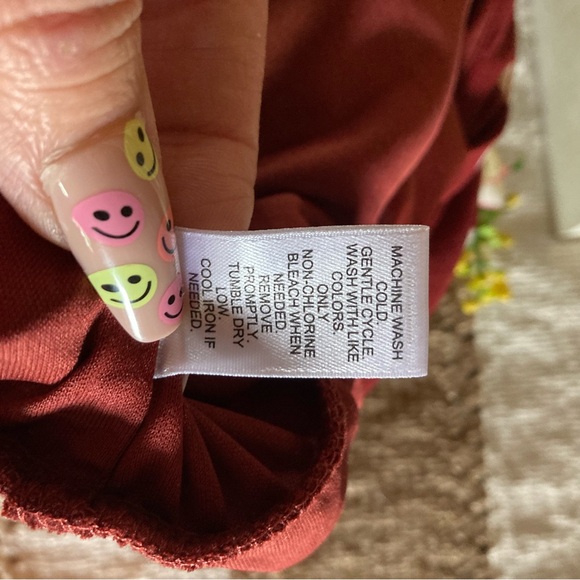 MACHINE WASH
COLD.
GENTLE CYCLE.
WASH WITH LIKE
COLORS.
ONLY
NON-CHLORINE
BLEACH WHEN
NEEDED.
REMOVE
PROMPTLY.
TUMBLE DRY
LOW.
COOL IRON IF
NEEDED.